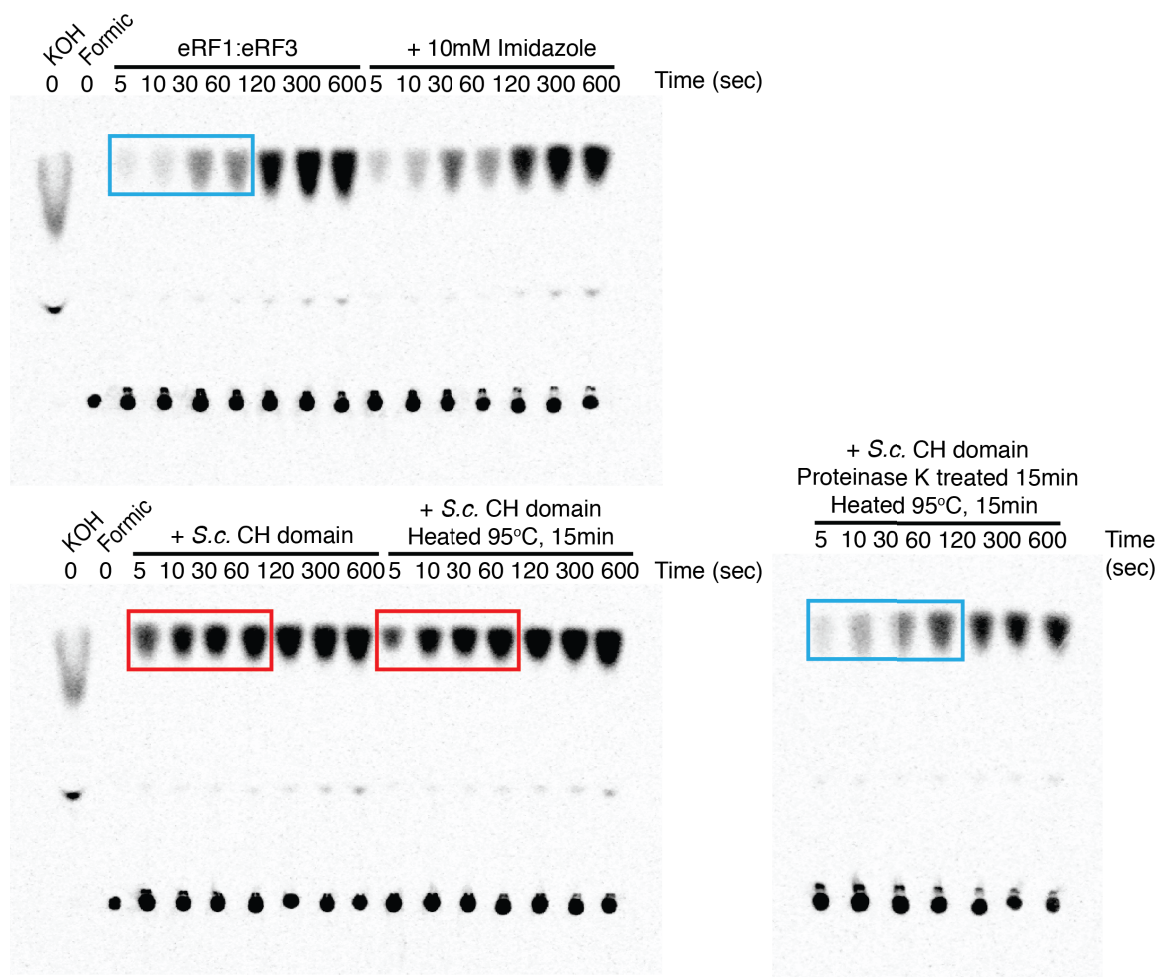 KOH Formic eRF1:eRF3 + 10mM Imidazole
0 0 5 10 30 60 120 300 600 5 10 30 60 120 300 600 Time (sec)
+ S.c. CH domain
Proteinase K treated 15min
Heated 95°C, 15min
5 10 30 60 120 300 600 Time
(sec)
KOH Formic + S.c. CH domain + S.c. CH domain
Heated 95°C, 15min
0 0 5 10 30 60 120 300 600 5 10 30 60 120 300 600 Time (sec)